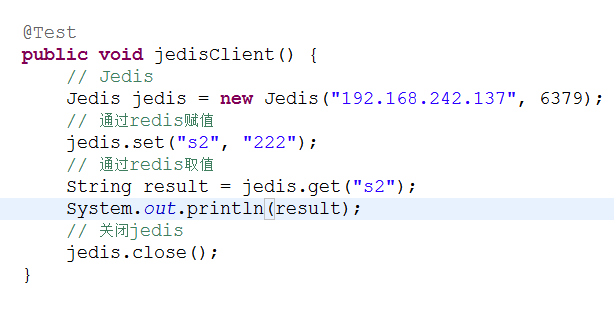 @Test
public void jedisClient() {
    // Jedis
    Jedis jedis = new Jedis("192.168.242.137", 6379);
    // 通过redis赋值
    jedis.set("s2", "222");
    // 通过redis取值
    String result = jedis.get("s2");
    System.out.println(result);
    // 关闭jedis
    jedis.close();
}